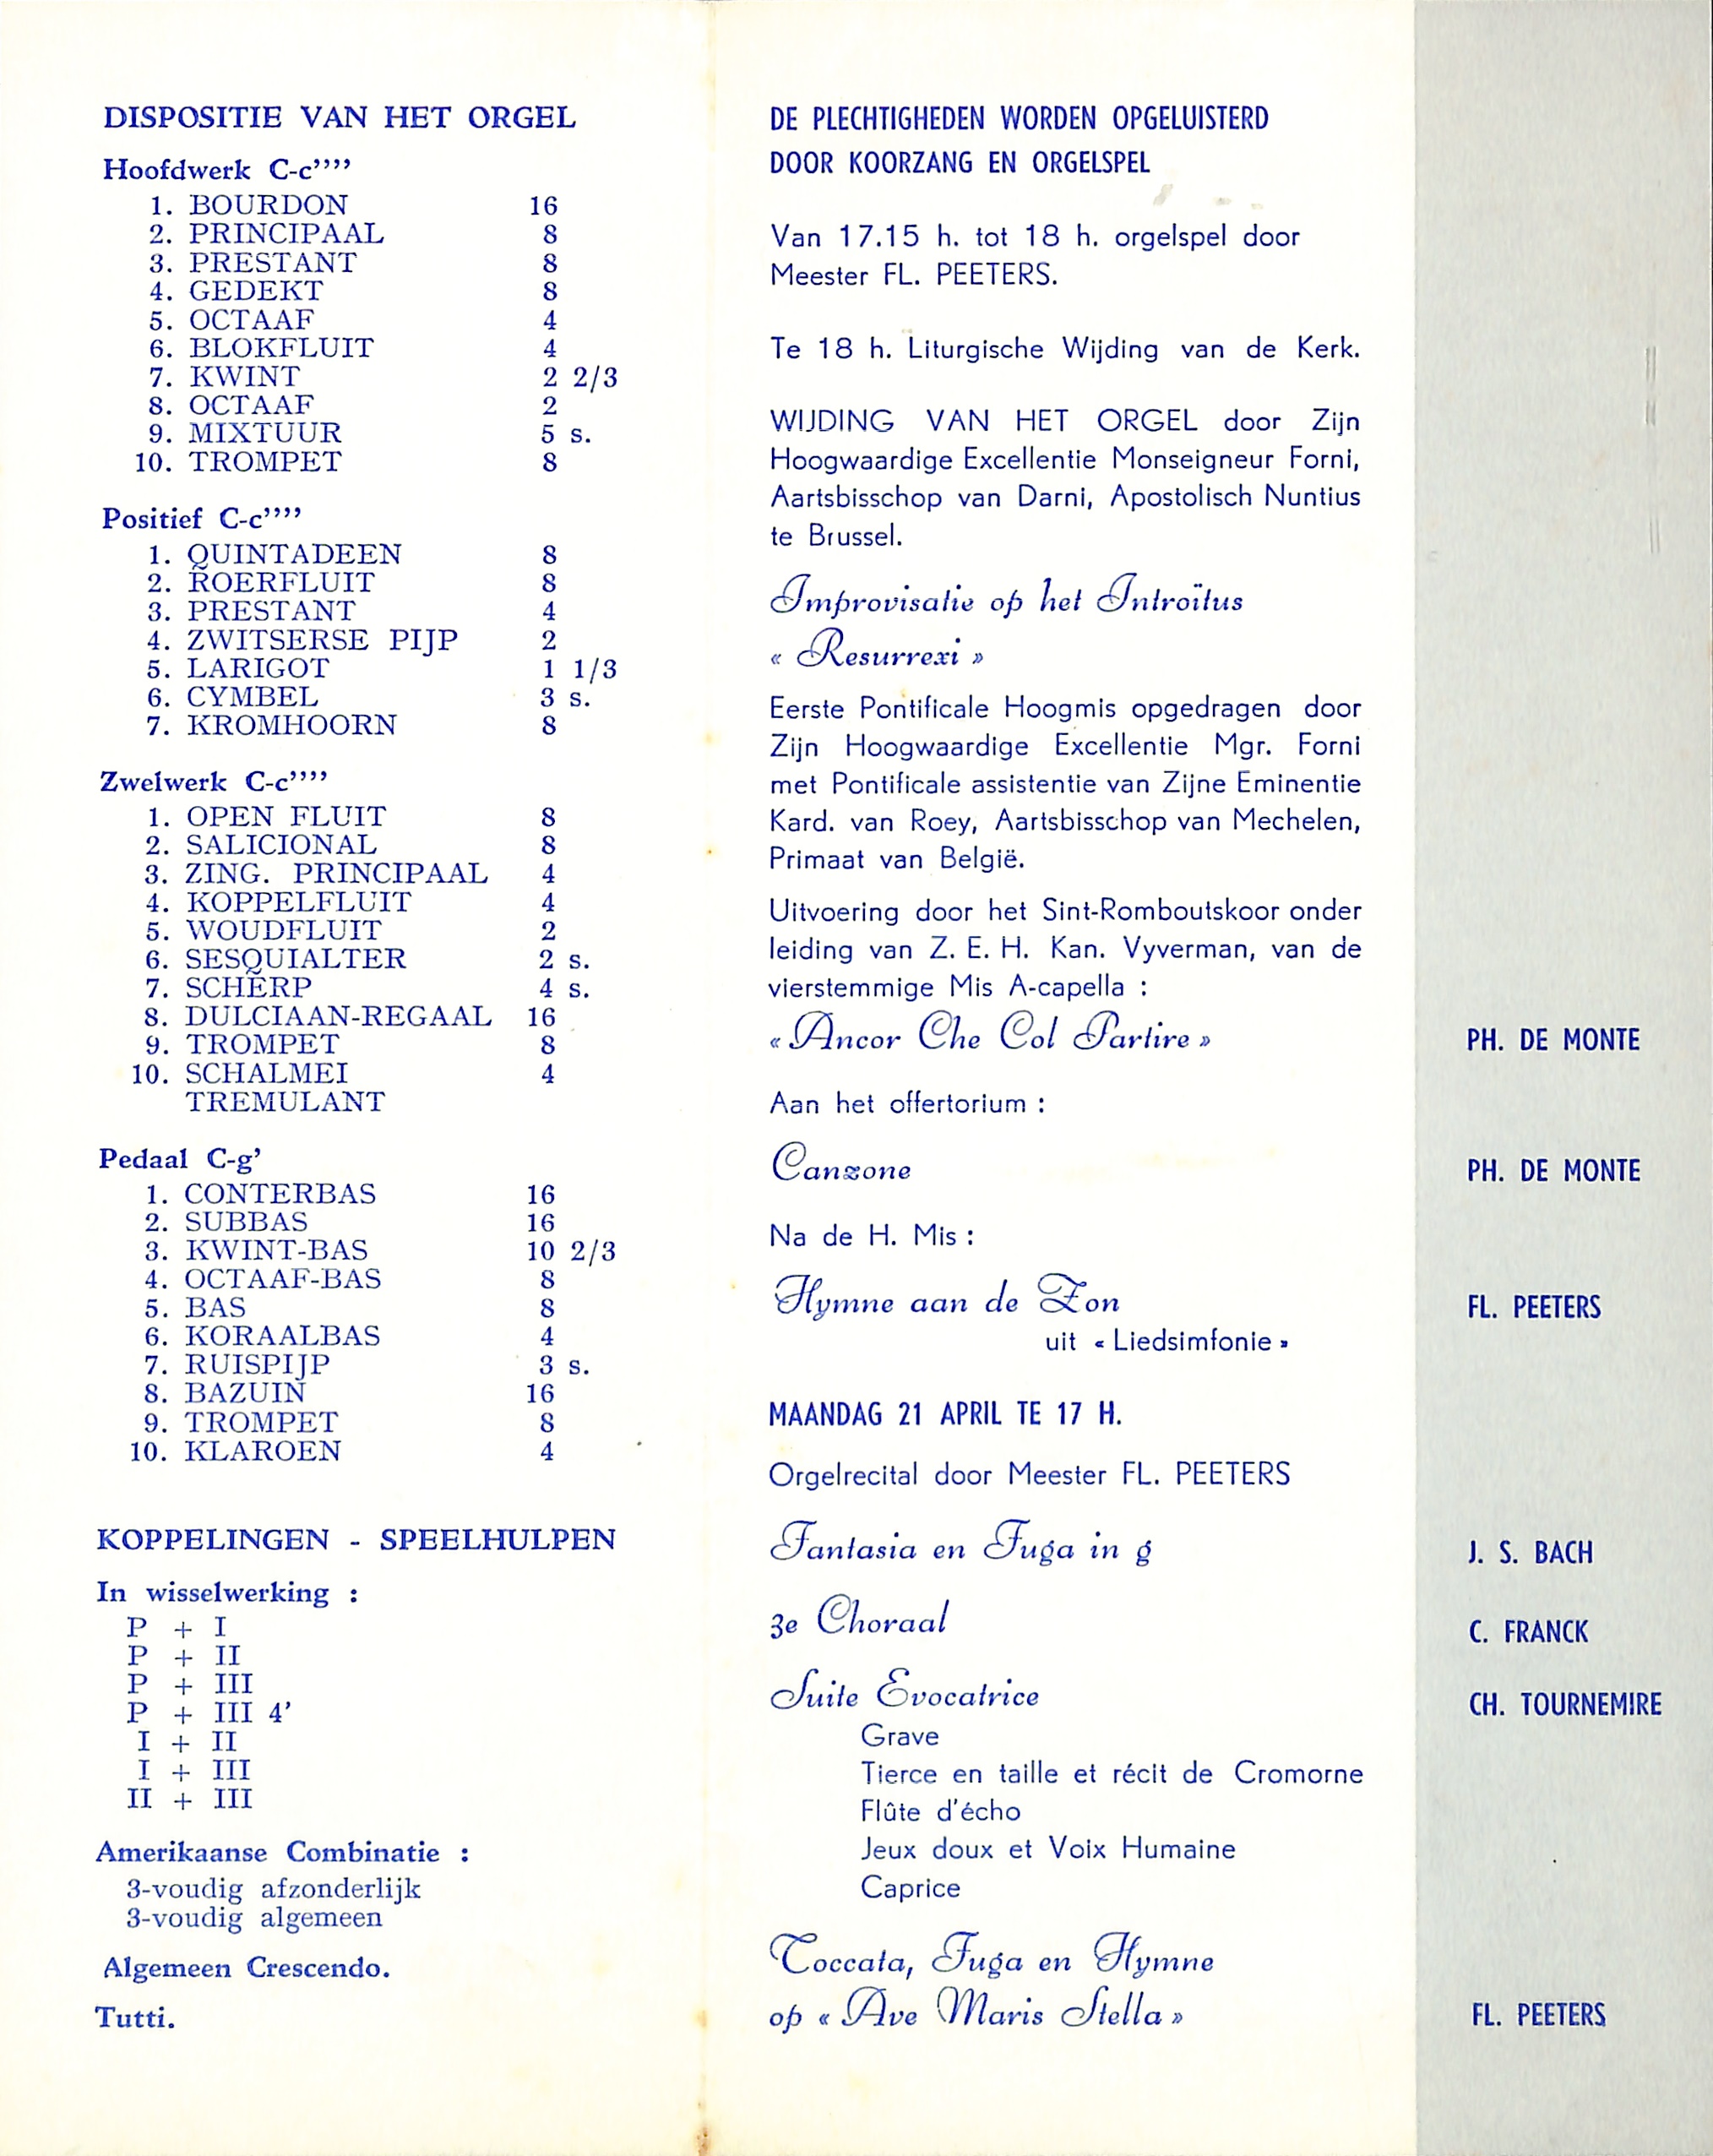 DISPOSITIE VAN HET ORGEL
Hoofdwerk C-c''''
1. BOURDON 16
2. PRINCIPAAL 8
3. PRESTANT 8
4. GEDEKT 8
5. OCTAAF 4
6. BLOKFLUIT 4
7. KWINT 2 2/3
8. OCTAAF 2
9. MIXTUUR 5 s.
10. TROMPET 8
Positief C-c''''
1. QUINTADEEN 8
2. ROERFLUIT 8
3. PRESTANT 4
4. ZWITSERSE PIJP 2
5. LARIGOT 1 1/3
6. CYMBEL 3 s.
7. KROMHOORN 8
Zwelwerk C-c''''
1. OPEN FLUIT 8
2. SALICIONAL 8
3. ZING. PRINCIPAAL 4
4. KOPPELFLUIT 4
5. WOUDFLUIT 2
6. SESQUIALTER 2 s.
7. SCHERP 4 s.
8. DULCIAAN-REGAAL 16
9. TROMPET 8
10. SCHALMEI 4
TREMULANT
Pedaal C-g'
1. CONTERBAS 16
2. SUBBAS 16
3. KWINT-BAS 10 2/3
4. OCTAAF-BAS 8
5. BAS 8
6. KORAALBAS 4
7. RUISPIJP 3 s.
8. BAZUIN 16
9. TROMPET 8
10. KLAROEN 4
KOPPELINGEN - SPEELHULPEN
In wisselwerking :
P + I
P + II
P + III
P + III 4'
I + II
I + III
II + III
Amerikaanse Combinatie :
3-voudig afzonderlijk
3-voudig algemeen
Algemeen Crescendo.
Tutti.
DE PLECHTIGHEDEN WORDEN OPGELUISTERD
DOOR KOORZANG EN ORGELSPEL
Van 17.15 h. tot 18 h. orgelspel door
Meester FL. PEETERS.
Te 18 h. Liturgische Wijding van de Kerk.
WIJDING VAN HET ORGEL door Zijn
Hoogwaardige Excellentie Monseigneur Forni,
Aartsbisschop van Darni, Apostolisch Nuntius
te Brussel.
Improvisatie op het Introïtus
« Resurrexi »
Eerste Pontificale Hoogmis opgedragen door
Zijn Hoogwaardige Excellentie Mgr. Forni
met Pontificale assistentie van Zijne Eminentie
Kard. van Roey, Aartsbisschop van Mechelen,
Primaat van België.
Uitvoering door het Sint-Romboutskoor onder
leiding van Z. E. H. Kan. Vyverman, van de
vierstemmige Mis A-capella :
« Ancor Che Col Partire » PH. DE MONTE
Aan het offertorium :
Canzone PH. DE MONTE
Na de H. Mis :
Hymne aan de Zon FL. PEETERS
uit « Liedsimfonie »
MAANDAG 21 APRIL TE 17 H.
Orgelrecital door Meester FL. PEETERS
Fantasia en Fuga in g J. S. BACH
3e Choraal C. FRANCK
Suite Evocatrice CH. TOURNEMIRE
Grave
Tierce en taille et récit de Cromorne
Flûte d'écho
Jeux doux et Voix Humaine
Caprice
Toccata, Fuga en Hymne
op « Ave Maris Stella » FL. PEETERS